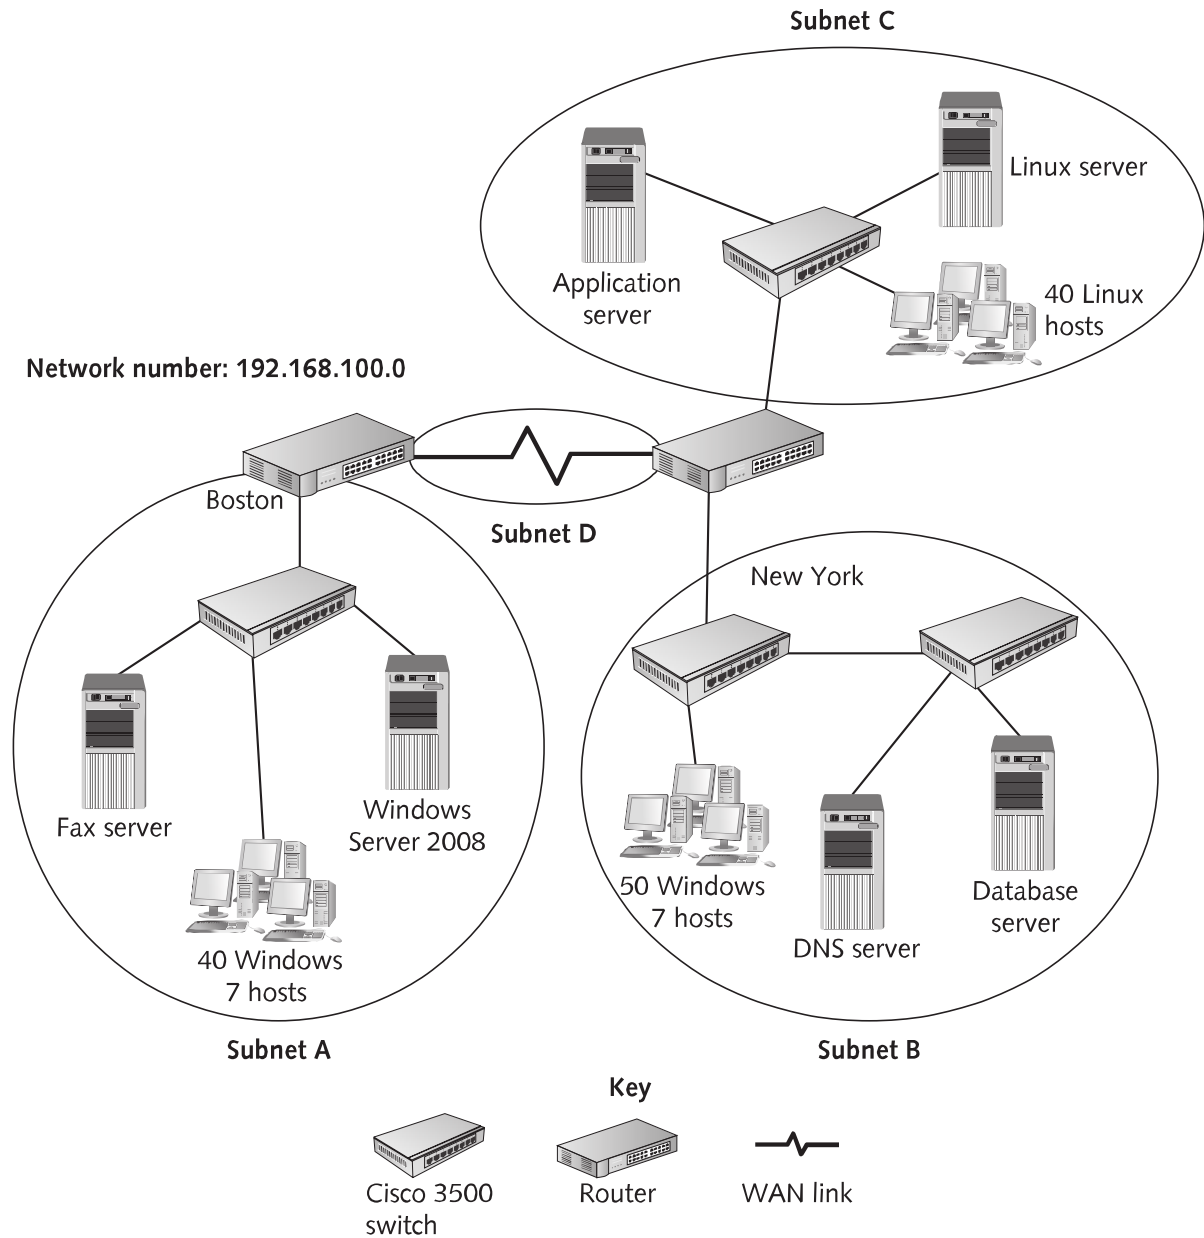 Subnet C
Linux server
Application
server
40 Linux
hosts
Network number: 192.168.100.0
Boston
Subnet D
New York
Fax server
Windows
Server 2008
40 Windows
7 hosts
50 Windows
7 hosts
DNS server
Database
server
Subnet A
Subnet B
Key
Cisco 3500
switch
Router
WAN link